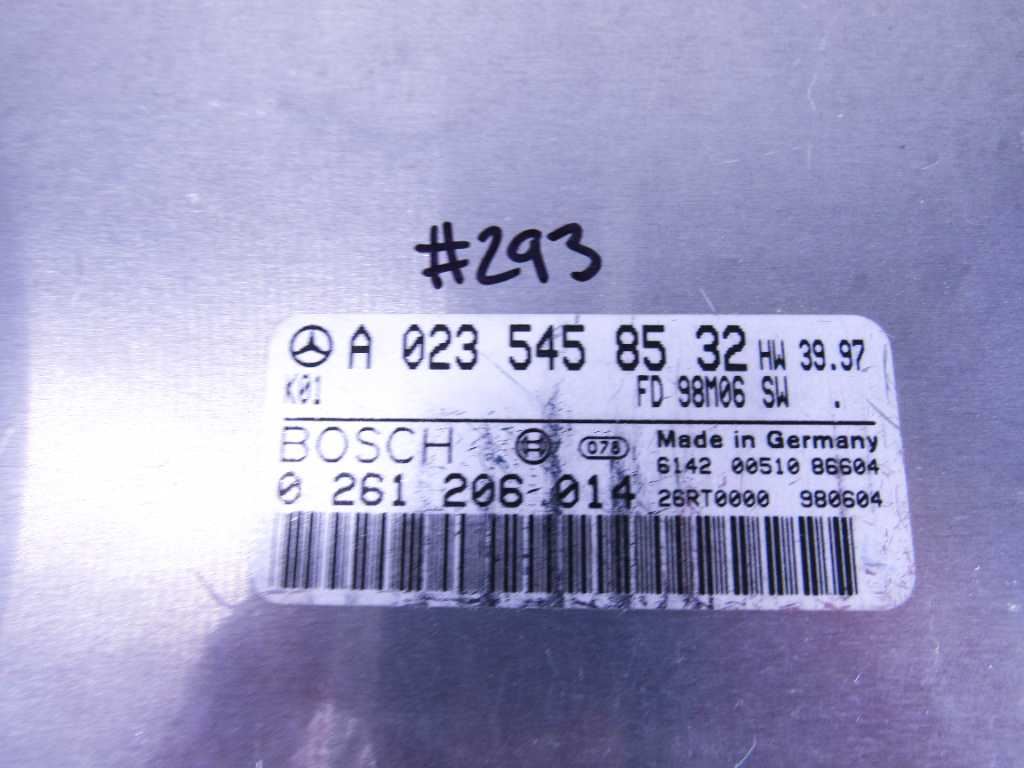 #293
A 023 545 85 32 HW 39.97
K01 FD 98M06 SW .
BOSCH 078 Made in Germany
6142 00510 86604
0 261 206 014 26RT0000 980604